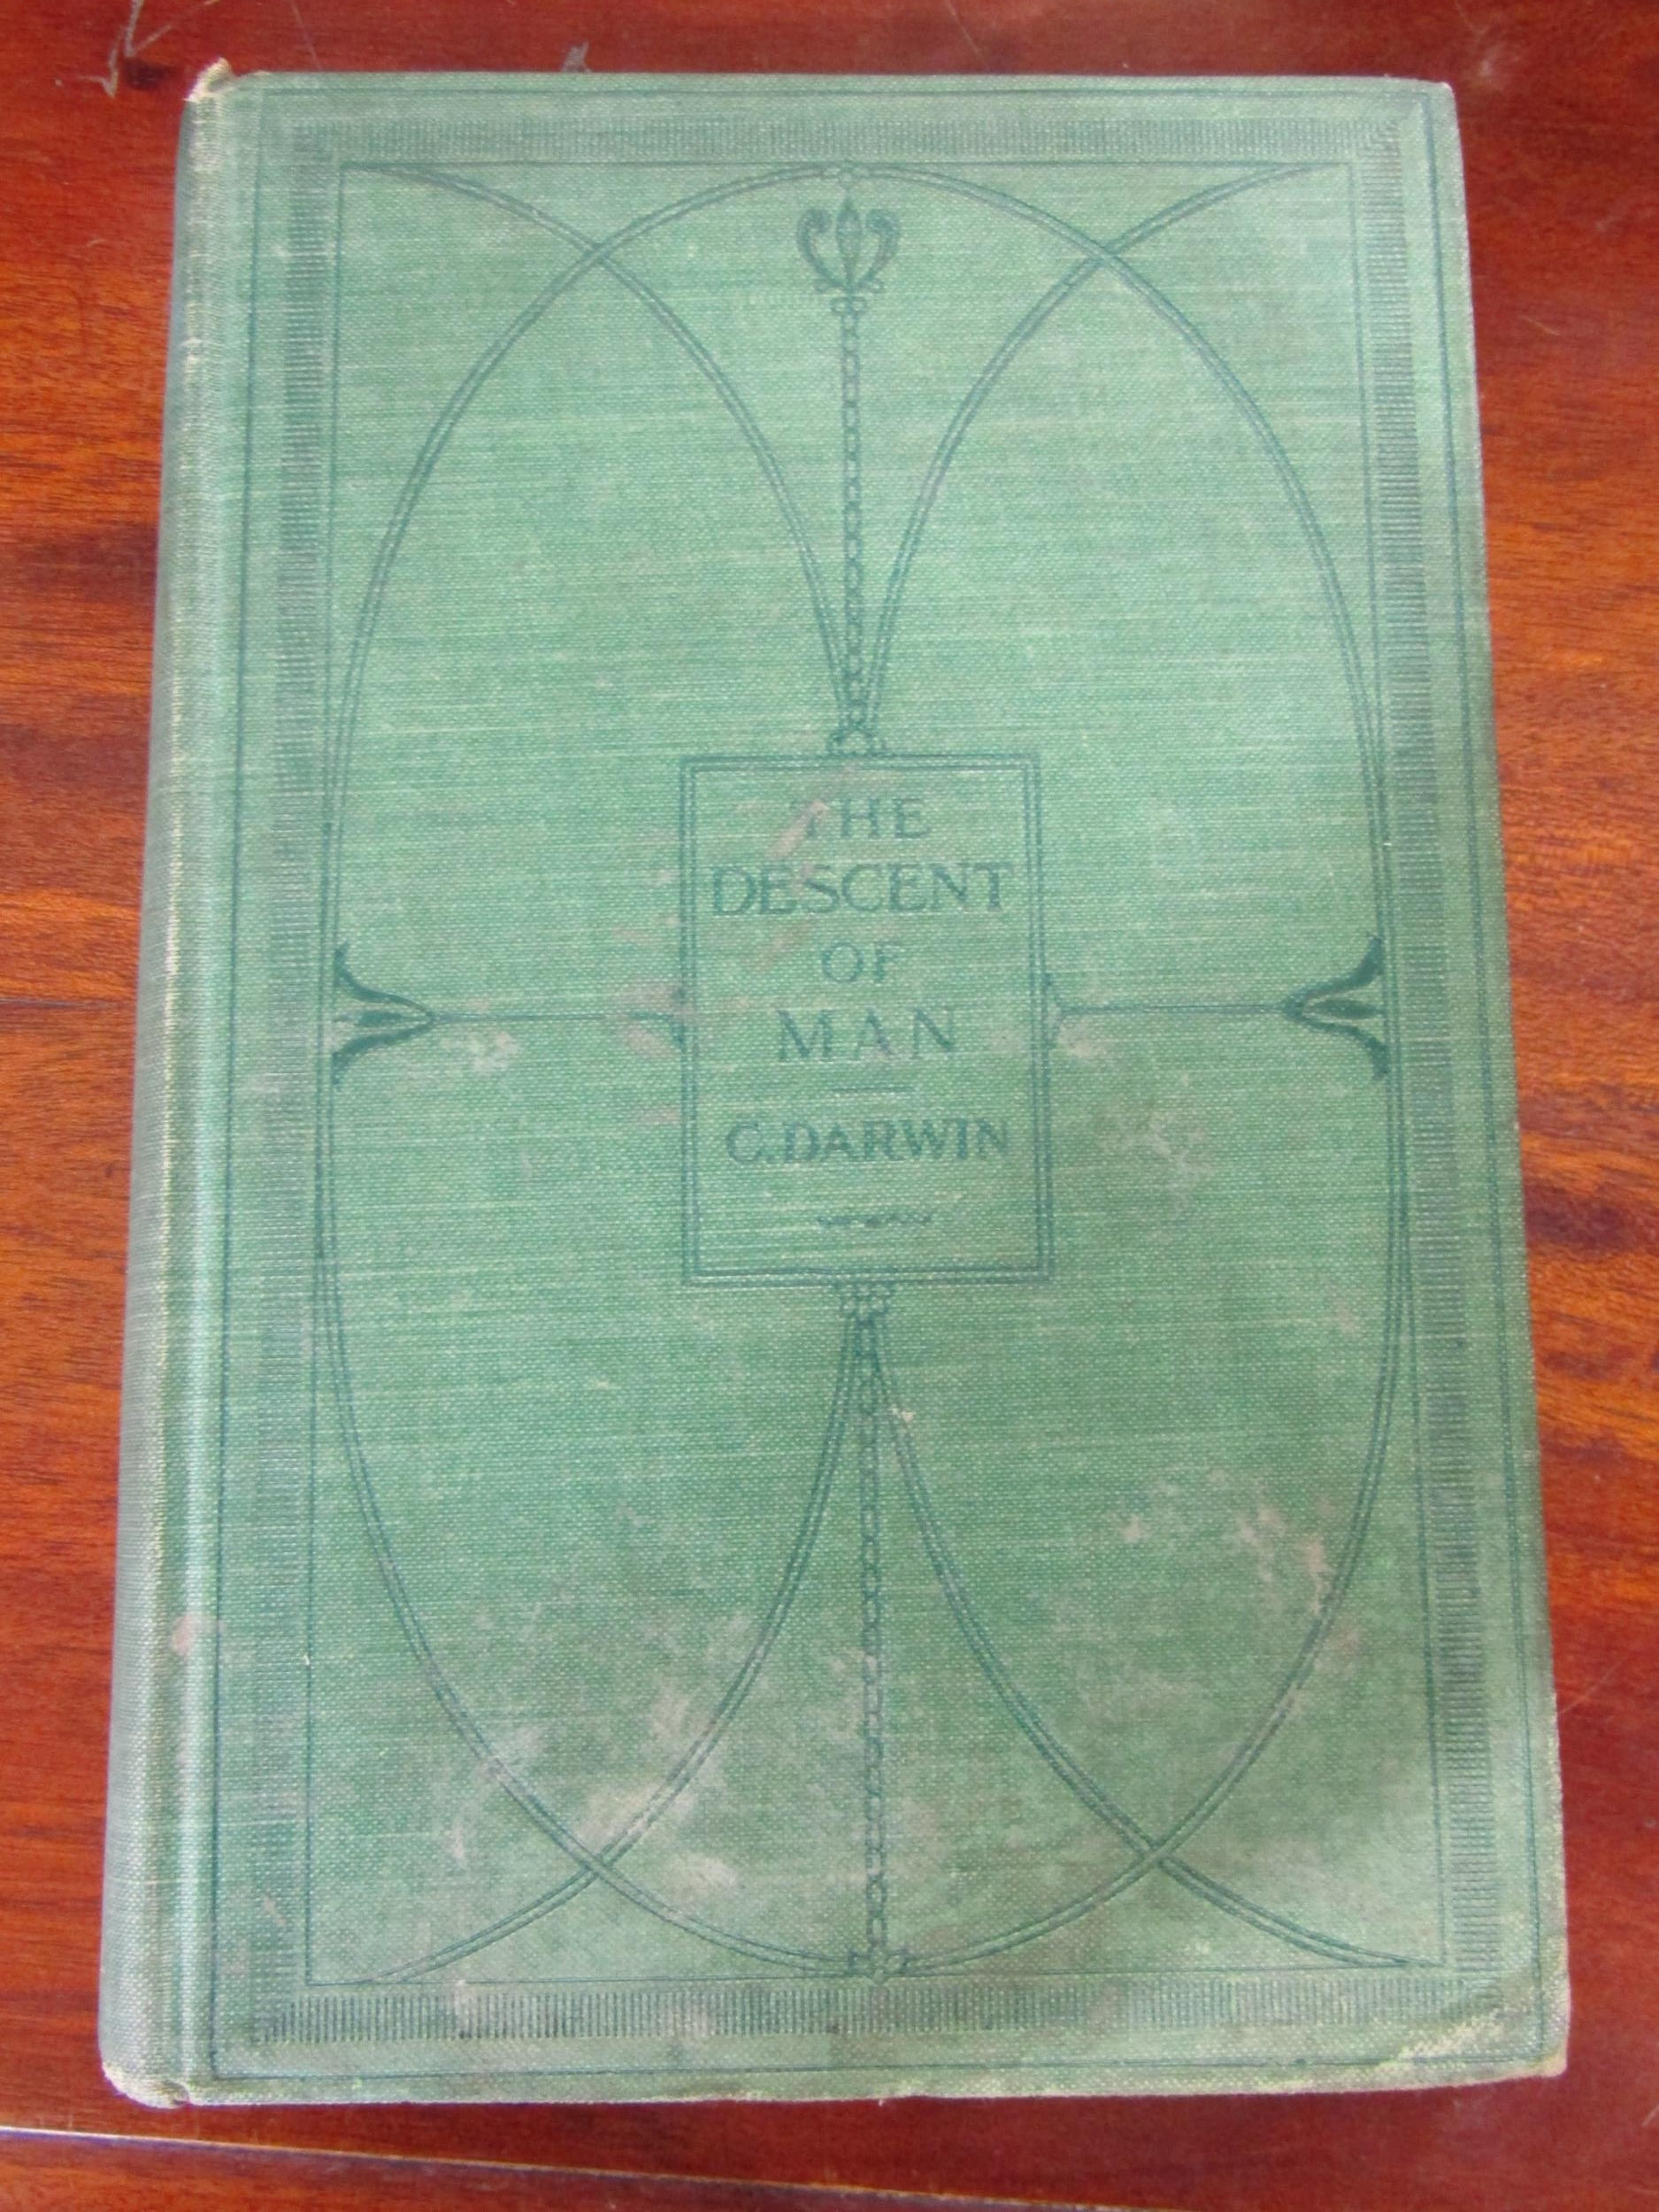 THE
DESCENT
OF
MAN
C. DARWIN